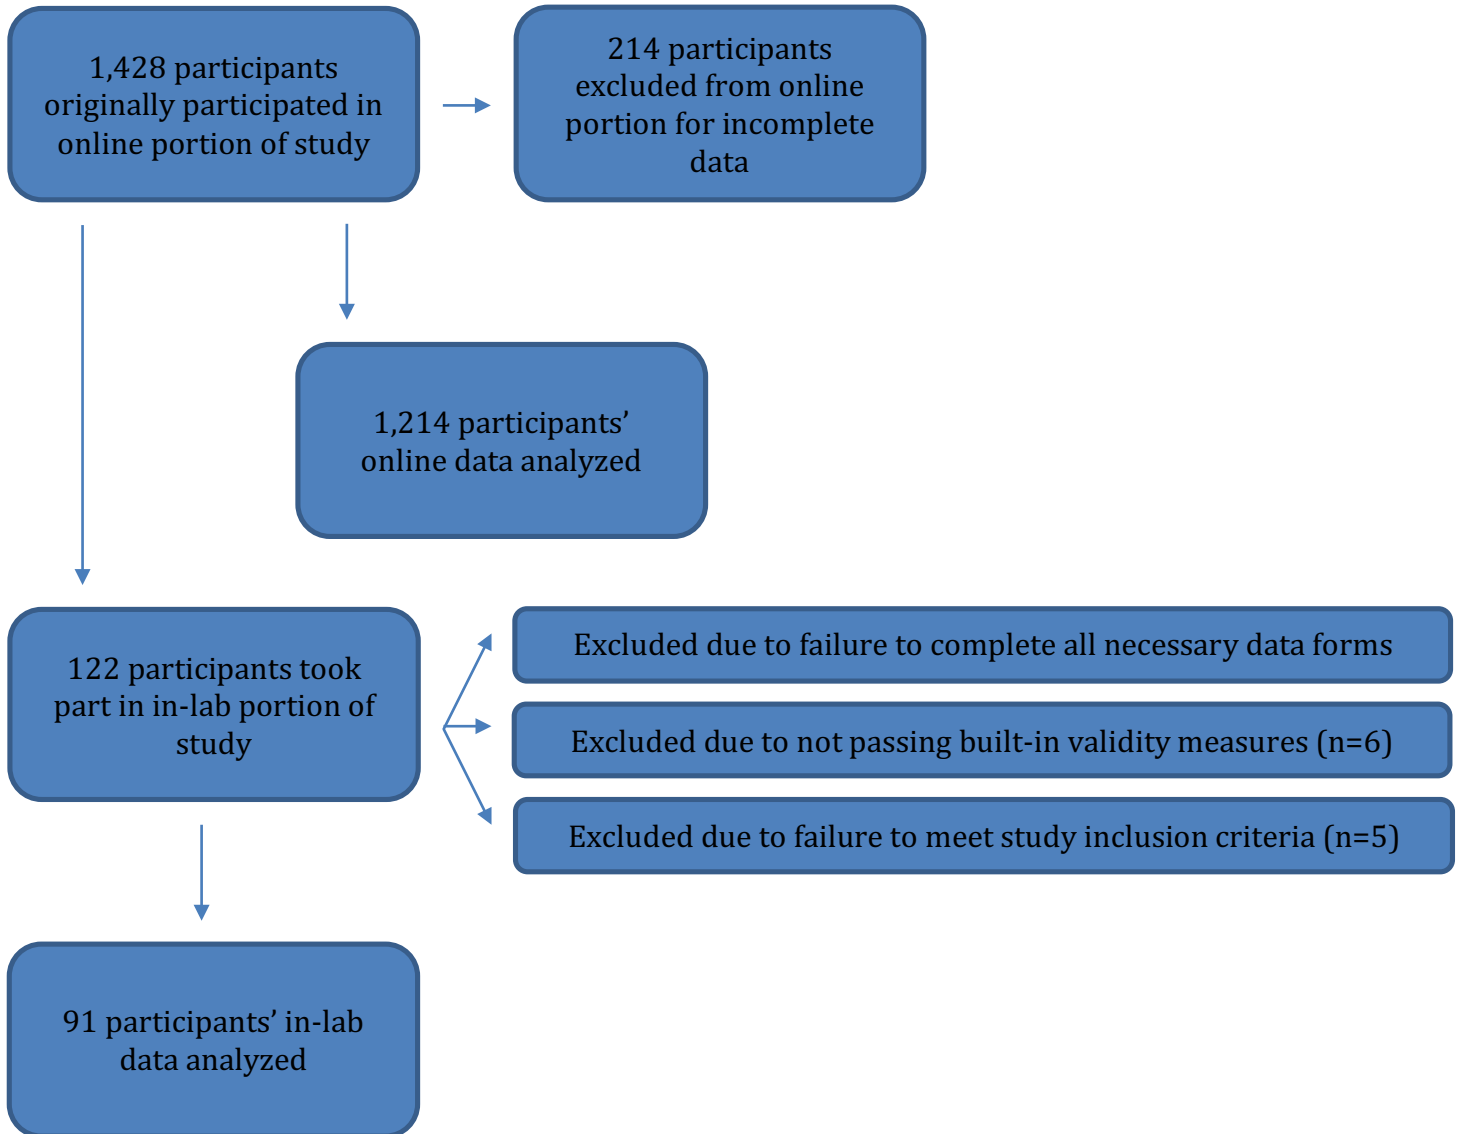 1,428 participants
originally participated in
online portion of study
214 participants
excluded from online
portion for incomplete
data
1,214 participants’
online data analyzed
122 participants took
part in in-lab portion of
study
Excluded due to failure to complete all necessary data forms
Excluded due to not passing built-in validity measures (n=6)
Excluded due to failure to meet study inclusion criteria (n=5)
91 participants’ in-lab
data analyzed